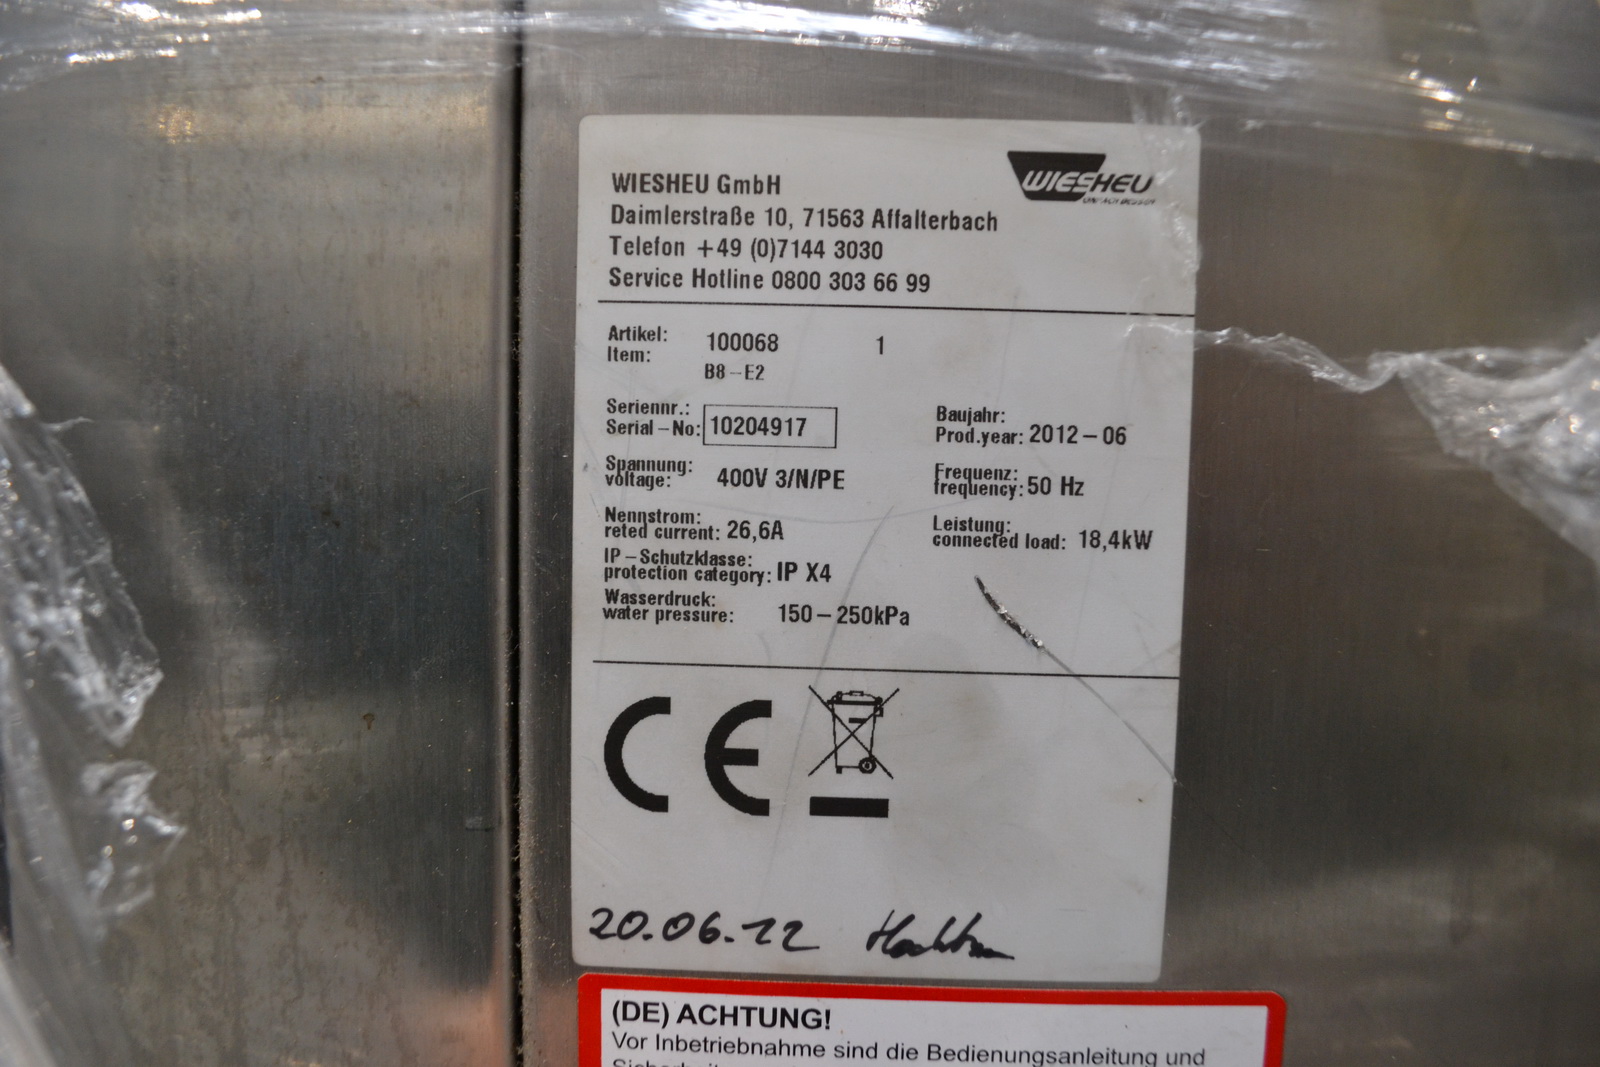 WIESHEU GmbH
WIESHEU
Daimlerstraße 10, 71563 Affalterbach
Telefon +49 (0)7144 3030
Service Hotline 0800 303 66 99
Artikel:
Item: 100068 1
B8-E2
Seriennr.:
Serial-No: 10204917
Baujahr:
Prod.year: 2012-06
Spannung:
voltage: 400V 3/N/PE
Frequenz:
frequency: 50 Hz
Nennstrom:
reted current: 26,6A
Leistung:
connected load: 18,4kW
IP-Schutzklasse:
protection category: IP X4
Wasserdruck:
water pressure: 150-250kPa
CE
20.06.12
(DE) ACHTUNG!
Vor Inbetriebnahme sind die Bedienungsanleitung und